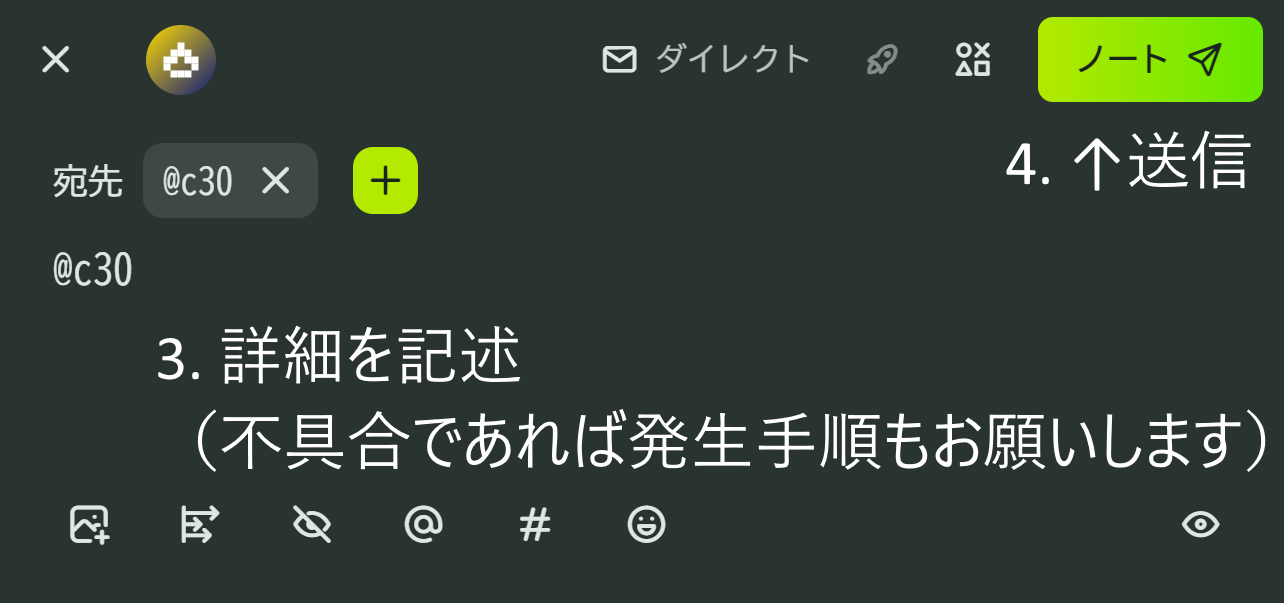 ダイレクト
ノート
4. ↑送信
宛先 @c30
@c30
3. 詳細を記述
（不具合であれば発生手順もお願いします）